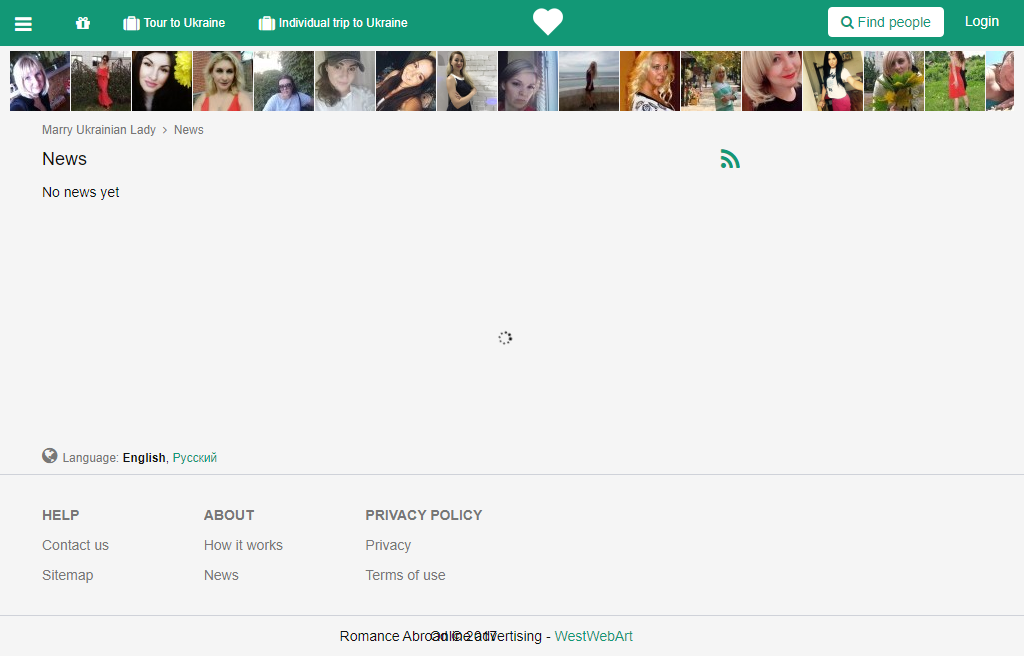 Tour to Ukraine
Individual trip to Ukraine
Find people
Login
Marry Ukrainian Lady > News
News
No news yet
Language: English, Русский
HELP
Contact us
Sitemap
ABOUT
How it works
News
PRIVACY POLICY
Privacy
Terms of use
Romance Abroad © 2017
Online advertising - WestWebArt